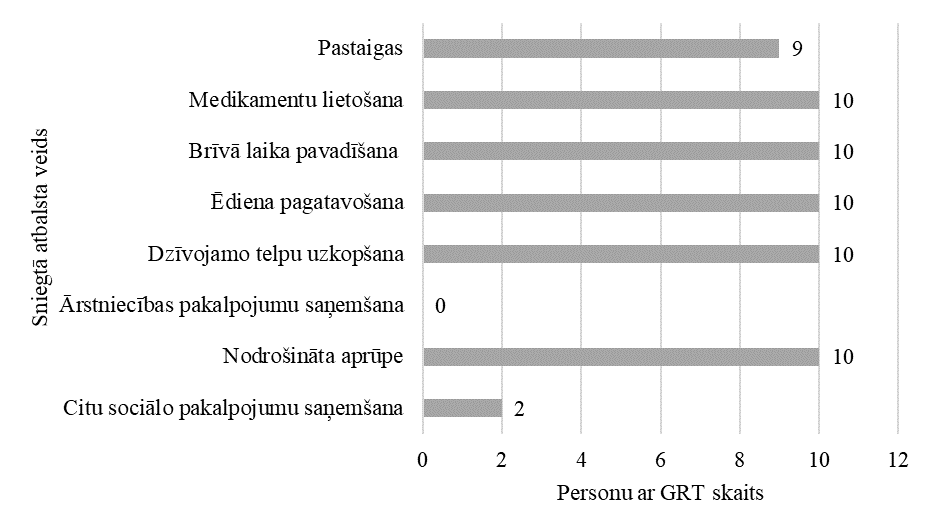 Sniegtā atbalsta veids
Pastaigas 9
Medikamentu lietošana 10
Brīvā laika pavadīšana 10
Ēdiena pagatavošana 10
Dzīvojamo telpu uzkopšana 10
Ārstniecības pakalpojumu saņemšana 0
Nodrošināta aprūpe 10
Citu sociālo pakalpojumu saņemšana 2
0 2 4 6 8 10 12
Personu ar GRT skaits